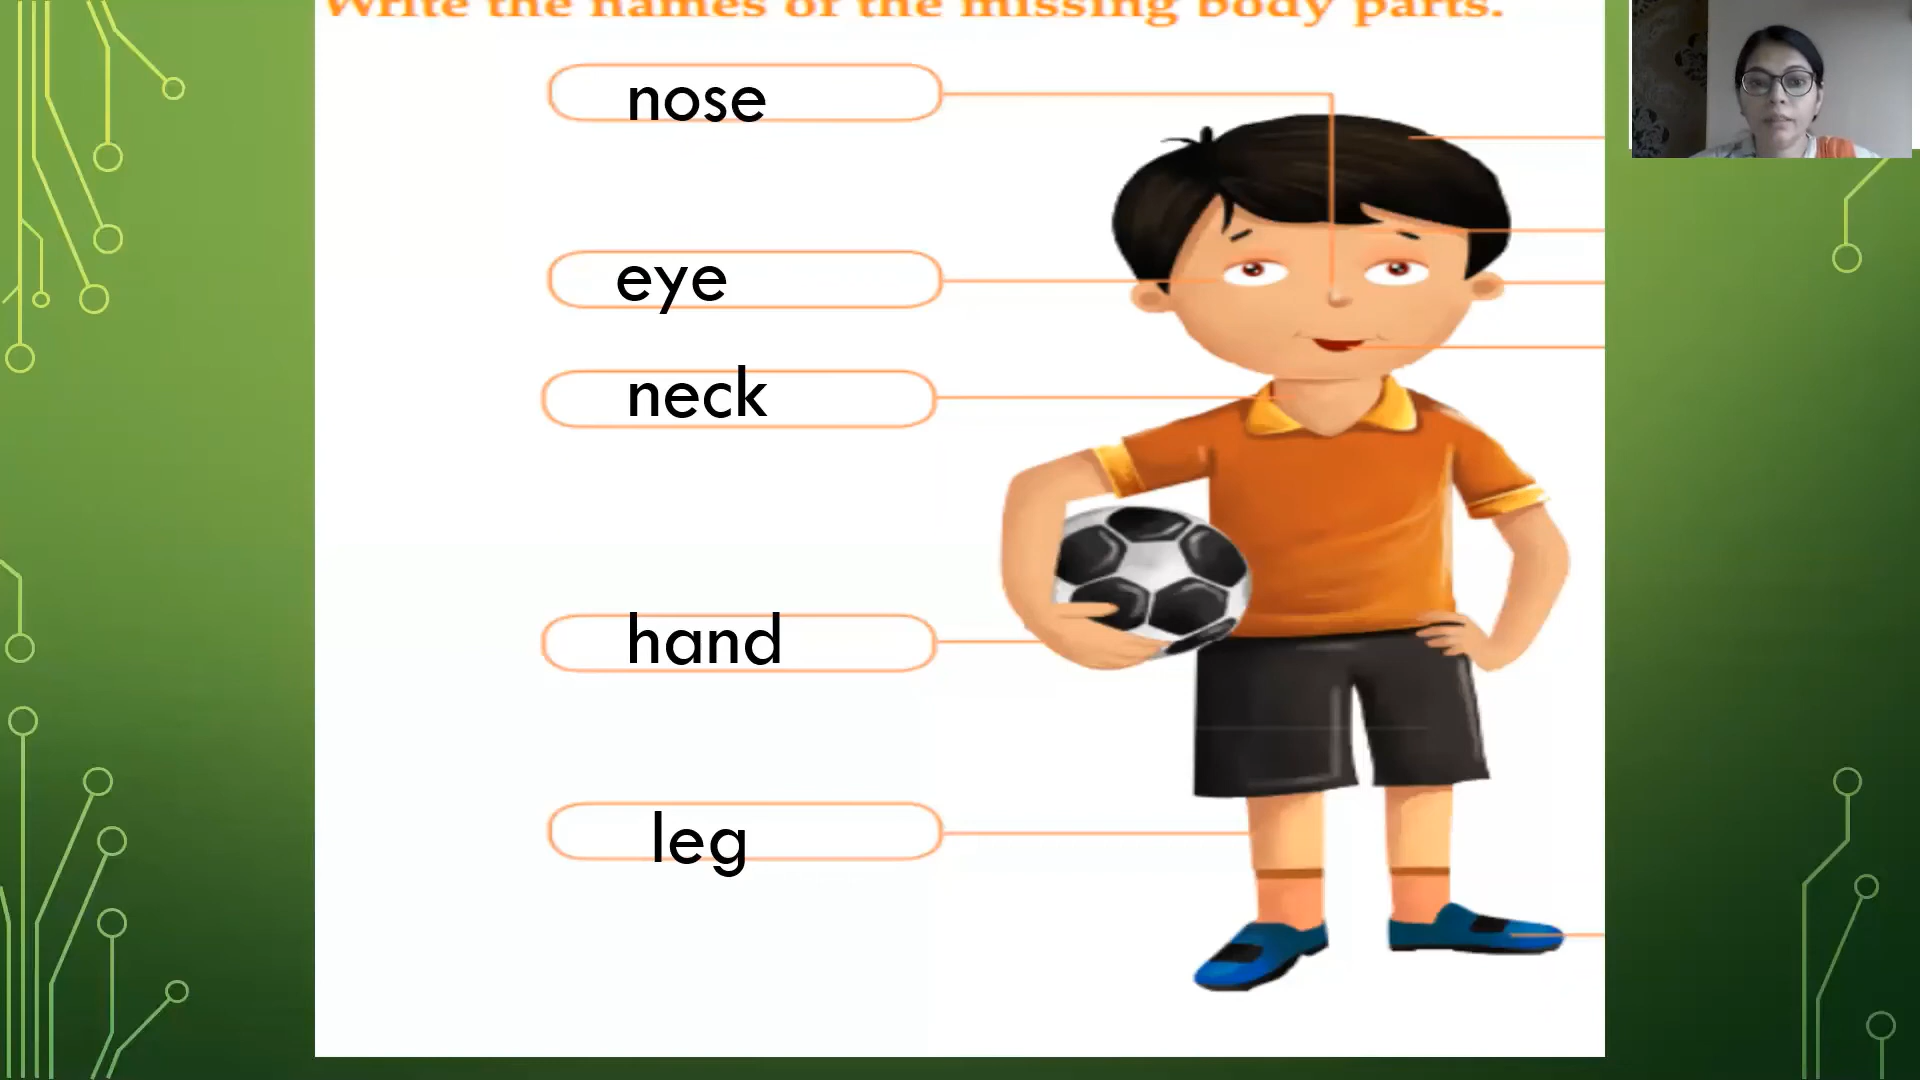 Write the names of the missing body parts.
nose
eye
neck
hand
leg